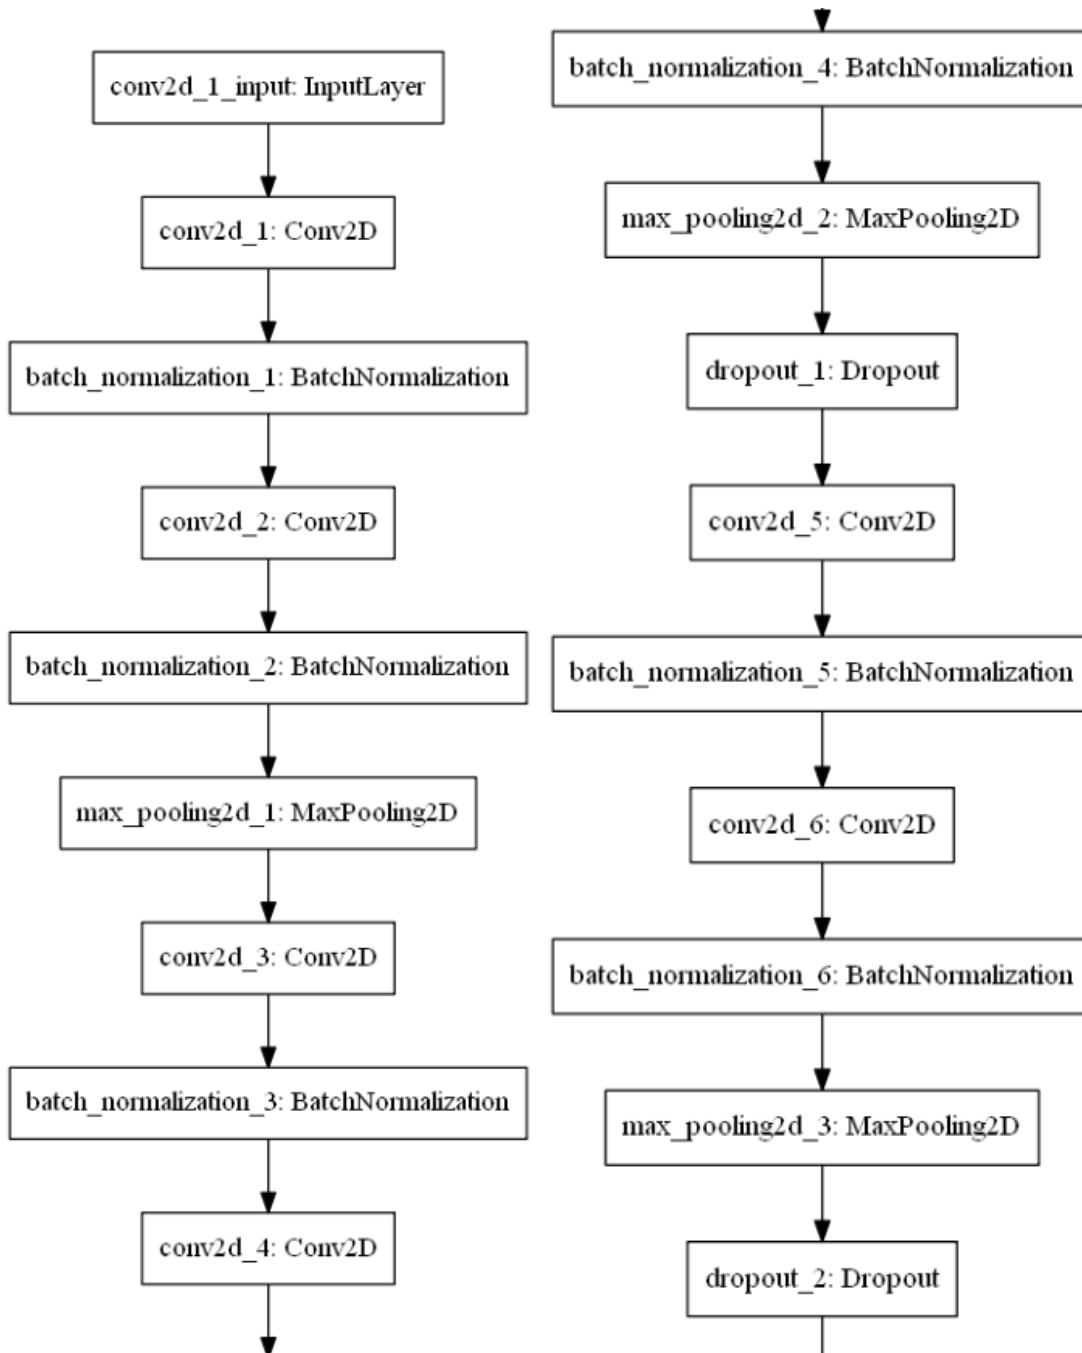 conv2d_1_input: InputLayer
conv2d_1: Conv2D
batch_normalization_1: BatchNormalization
conv2d_2: Conv2D
batch_normalization_2: BatchNormalization
max_pooling2d_1: MaxPooling2D
conv2d_3: Conv2D
batch_normalization_3: BatchNormalization
conv2d_4: Conv2D
batch_normalization_4: BatchNormalization
max_pooling2d_2: MaxPooling2D
dropout_1: Dropout
conv2d_5: Conv2D
batch_normalization_5: BatchNormalization
conv2d_6: Conv2D
batch_normalization_6: BatchNormalization
max_pooling2d_3: MaxPooling2D
dropout_2: Dropout